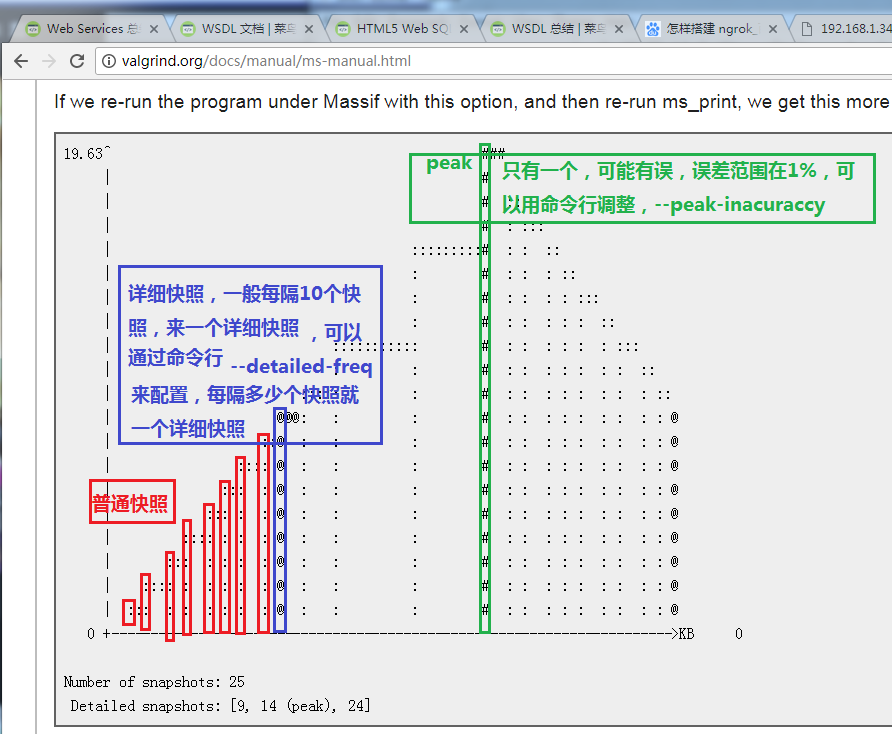 Web Services 总
WSDL 文档 | 菜鸟
HTML5 Web SQL
WSDL 总结 | 菜鸟
怎样搭建 ngrok_
192.168.1.34
valgrind.org/docs/manual/ms-manual.html
If we re-run the program under Massif with this option, and then re-run ms_print, we get this more
19.63^ ###
peak
只有一个，可能有误，误差范围在1%，可
以用命令行调整，--peak-inacuraccy
详细快照，一般每隔10个快
照，来一个详细快照 ，可以
通过命令行 --detailed-freq
来配置，每隔多少个快照就
一个详细快照
普通快照
0 +----------------------------------------------------------------------->KB 0
Number of snapshots: 25
Detailed snapshots: [9, 14 (peak), 24]